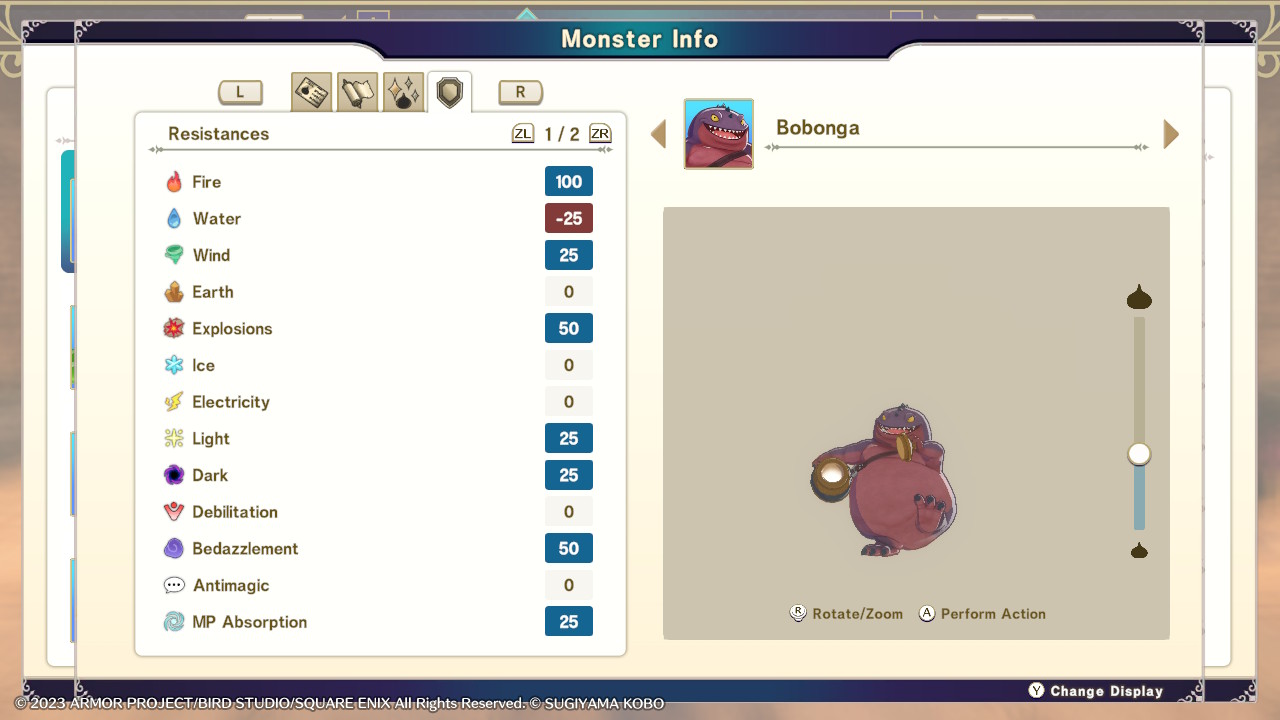 Monster Info
L
R
Resistances
ZL 1 / 2 ZR
Bobonga
Fire 100
Water -25
Wind 25
Earth 0
Explosions 50
Ice 0
Electricity 0
Light 25
Dark 25
Debilitation 0
Bedazzlement 50
Antimagic 0
MP Absorption 25
R Rotate/Zoom A Perform Action
Y Change Display
© 2023 ARMOR PROJECT/BIRD STUDIO/SQUARE ENIX All Rights Reserved. © SUGIYAMA KOBO